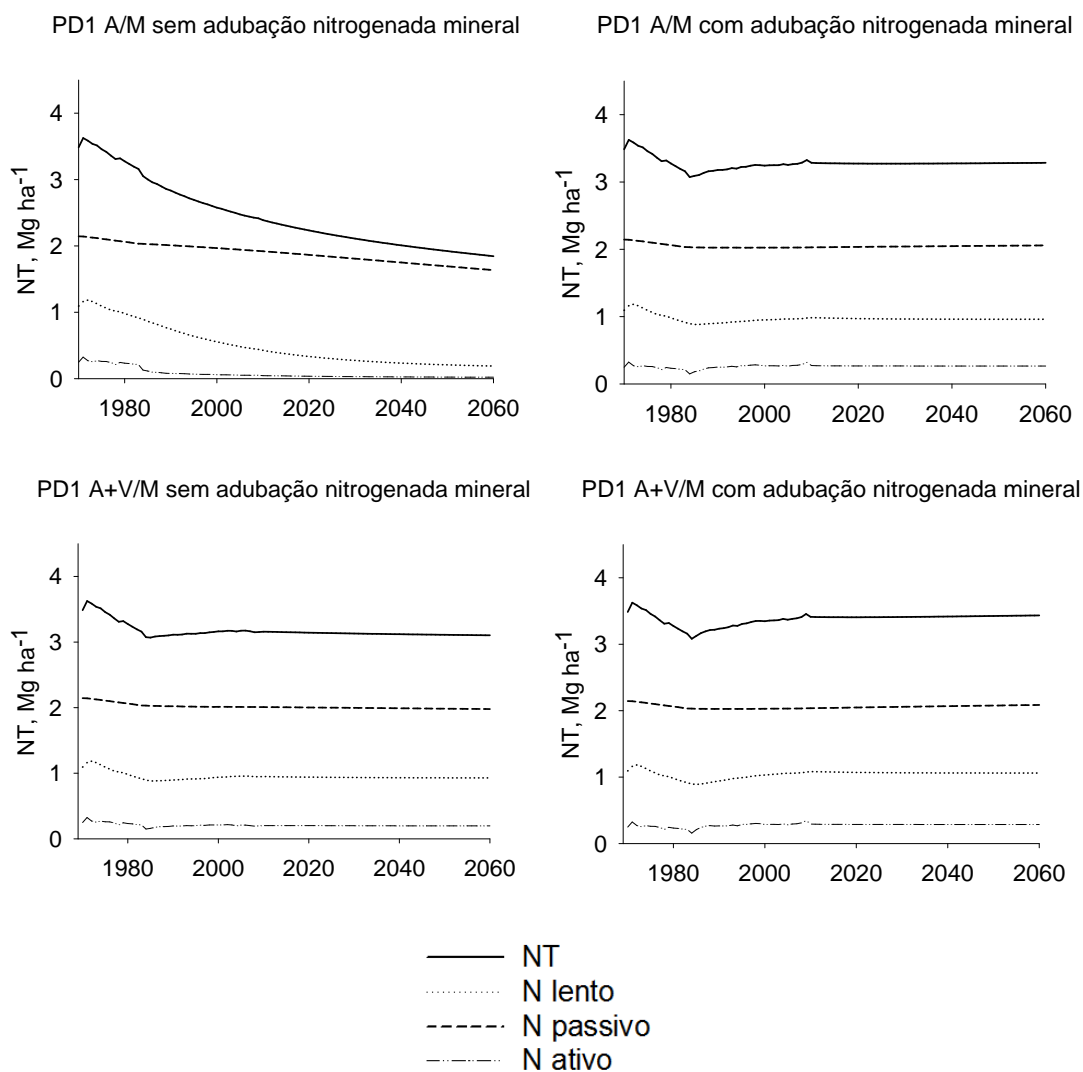 PD1 A/M sem adubação nitrogenada mineral
NT, Mg ha-1
4
3
2
1
0
1980 2000 2020 2040 2060
PD1 A/M com adubação nitrogenada mineral
NT, Mg ha-1
4
3
2
1
0
1980 2000 2020 2040 2060
PD1 A+V/M sem adubação nitrogenada mineral
NT, Mg ha-1
4
3
2
1
0
1980 2000 2020 2040 2060
PD1 A+V/M com adubação nitrogenada mineral
NT, Mg ha-1
4
3
2
1
0
1980 2000 2020 2040 2060
NT
N lento
N passivo
N ativo